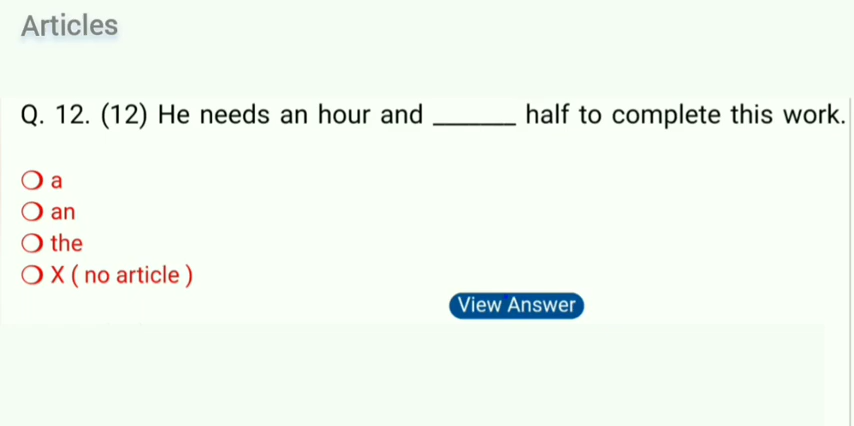 Articles
Q. 12. (12) He needs an hour and ______ half to complete this work.
a
an
the
X ( no article )
View Answer